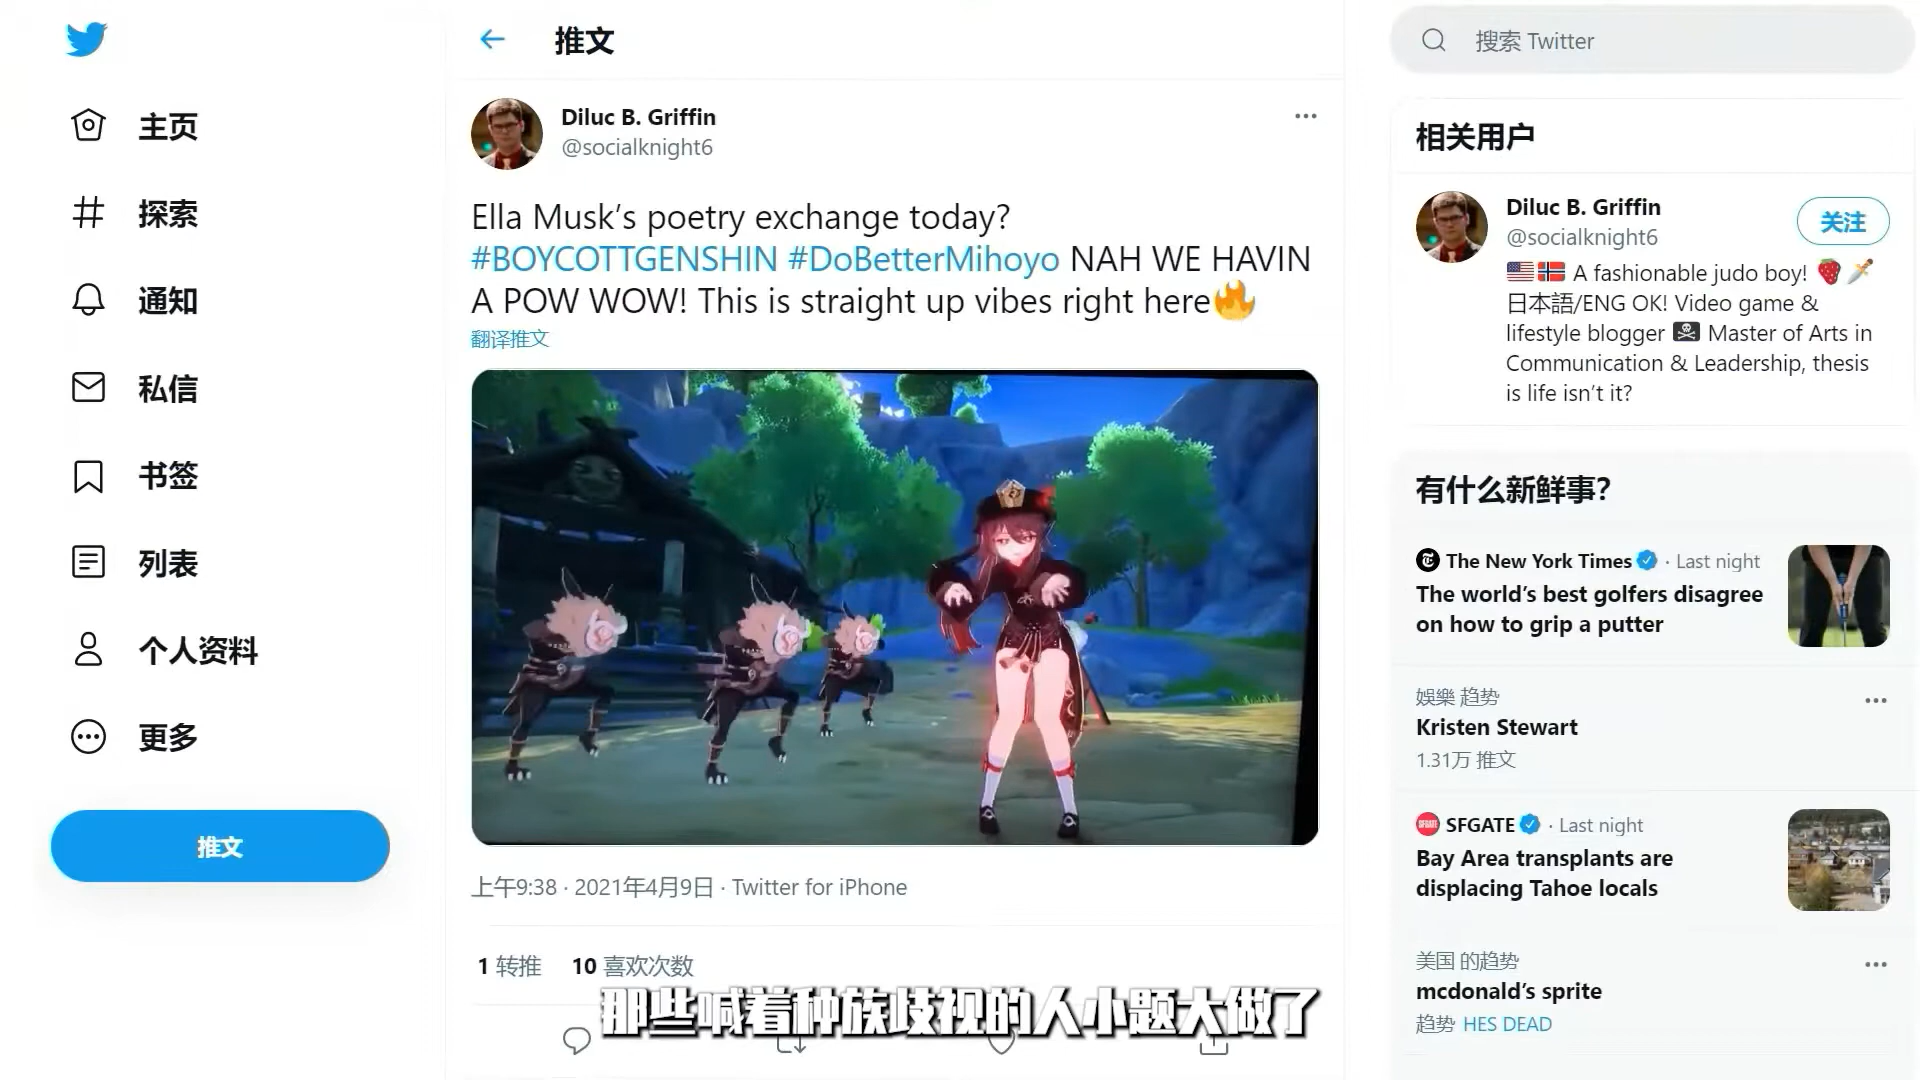 主页
探索
通知
私信
书签
列表
个人资料
更多
推文
推文
Diluc B. Griffin
@socialknight6
Ella Musk’s poetry exchange today?
#BOYCOTTGENSHIN #DoBetterMihoyo NAH WE HAVIN
A POW WOW! This is straight up vibes right here🔥
翻译推文
上午9:38 · 2021年4月9日 · Twitter for iPhone
1 转推 10 喜欢次数
那些喊着种族歧视的人小题大做了
搜索 Twitter
相关用户
Diluc B. Griffin
@socialknight6
关注
🇺🇸🇳🇴 A fashionable judo boy! 🍓🗡️
日本語/ENG OK! Video game &
lifestyle blogger 🏴‍☠️ Master of Arts in
Communication & Leadership, thesis
is life isn’t it?
有什么新鲜事?
The New York Times · Last night
The world’s best golfers disagree
on how to grip a putter
娛樂 趋势
Kristen Stewart
1.31万 推文
SFGATE · Last night
Bay Area transplants are
displacing Tahoe locals
美国 的趋势
mcdonald’s sprite
趋势 HES DEAD